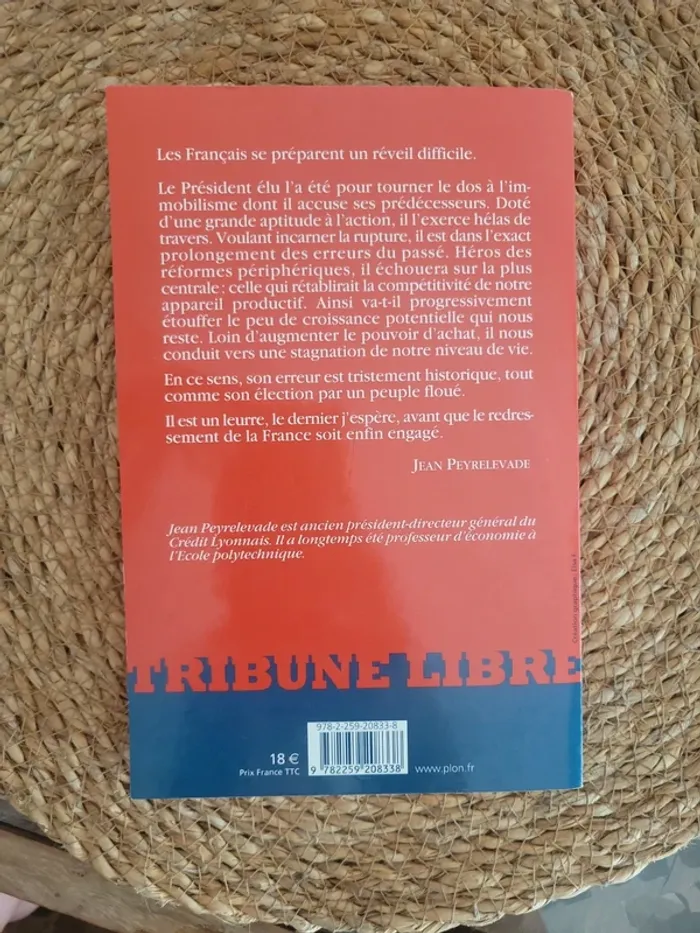 Les Français se préparent un réveil difficile.
Le Président élu l'a été pour tourner le dos à l'im-
mobilisme dont il accuse ses prédécesseurs. Doté
d'une grande aptitude à l'action, il l'exerce hélas de
travers. Voulant incarner la rupture, il est dans l'exact
prolongement des erreurs du passé. Héros des
réformes périphériques, il échouera sur la plus
centrale : celle qui rétablirait la compétitivité de notre
appareil productif. Ainsi va-t-il progressivement
étouffer le peu de croissance potentielle qui nous
reste. Loin d'augmenter le pouvoir d'achat, il nous
conduit vers une stagnation de notre niveau de vie.
En ce sens, son erreur est tristement historique, tout
comme son élection par un peuple floué.
Il est un leurre, le dernier j'espère, avant que le redres-
sement de la France soit enfin engagé.
JEAN PEYRELEVADE
Jean Peyrelevade est ancien président-directeur général du
Crédit Lyonnais. Il a longtemps été professeur d'économie à
l'Ecole polytechnique.
Création graphique :
TRIBUNE LIBRE
978-2-259-20833-8
18 €
Prix France TTC
9 782259 208338
www.plon.fr